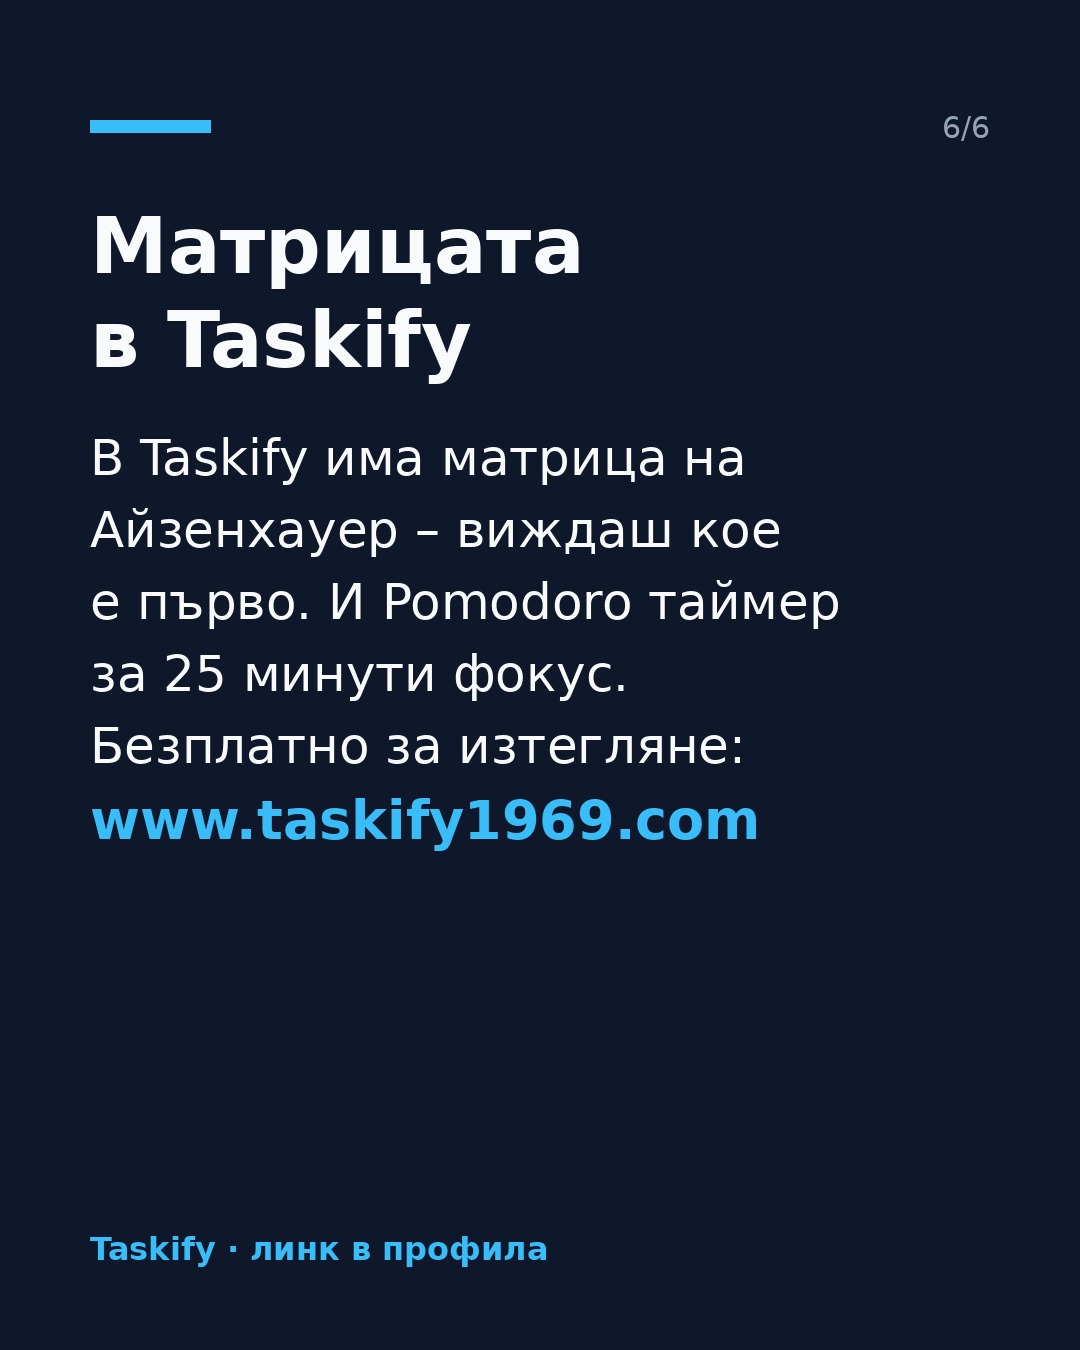 6/6
Матрицата
в Taskify
В Taskify има матрица на
Айзенхауер – виждаш кое
е първо. И Pomodoro таймер
за 25 минути фокус.
Безплатно за изтегляне:
www.taskify1969.com
Taskify · линк в профила